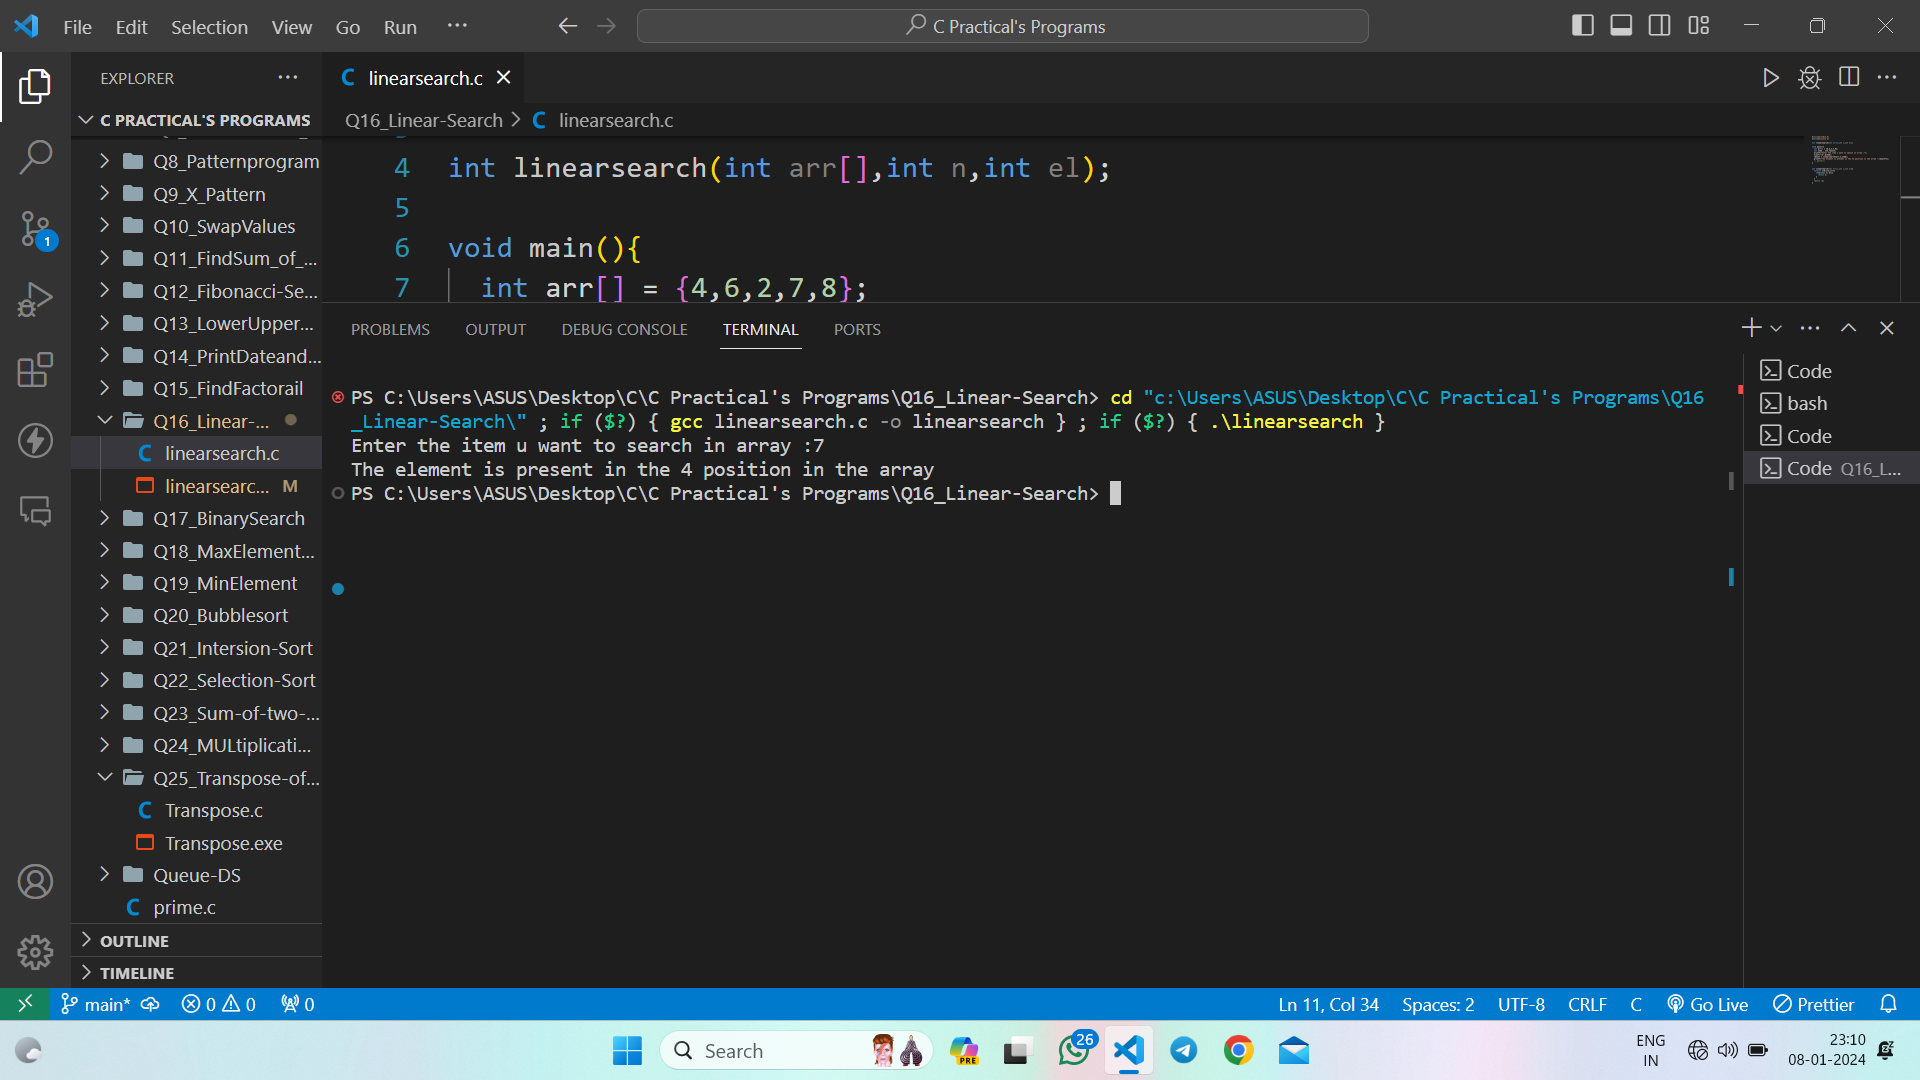 File Edit Selection View Go Run ···
C Practical's Programs
EXPLORER ···
C PRACTICAL'S PROGRAMS
Q8_Patternprogram
Q9_X_Pattern
Q10_SwapValues
Q11_FindSum_of_...
Q12_Fibonacci-Se...
Q13_LowerUpper...
Q14_PrintDateand...
Q15_FindFactorail
Q16_Linear-...
linearsearch.c
linearsearc... M
Q17_BinarySearch
Q18_MaxElement...
Q19_MinElement
Q20_Bubblesort
Q21_Intersion-Sort
Q22_Selection-Sort
Q23_Sum-of-two-...
Q24_MULtiplicati...
Q25_Transpose-of...
C Transpose.c
Transpose.exe
Queue-DS
C prime.c
OUTLINE
TIMELINE
1
C linearsearch.c
Q16_Linear-Search > C linearsearch.c
4 int linearsearch(int arr[],int n,int el);
5
6 void main(){
7 int arr[] = {4,6,2,7,8};
PROBLEMS OUTPUT DEBUG CONSOLE TERMINAL PORTS
PS C:\Users\ASUS\Desktop\C\C Practical's Programs\Q16_Linear-Search> cd "c:\Users\ASUS\Desktop\C\C Practical's Programs\Q16
_Linear-Search\" ; if ($?) { gcc linearsearch.c -o linearsearch } ; if ($?) { .\linearsearch }
Enter the item u want to search in array :7
The element is present in the 4 position in the array
PS C:\Users\ASUS\Desktop\C\C Practical's Programs\Q16_Linear-Search>
Code
bash
Code
Code Q16_L...
main* 0 0 0
Ln 11, Col 34 Spaces: 2 UTF-8 CRLF C Go Live Prettier
Search
PRE
26
ENG
IN
23:10
08-01-2024